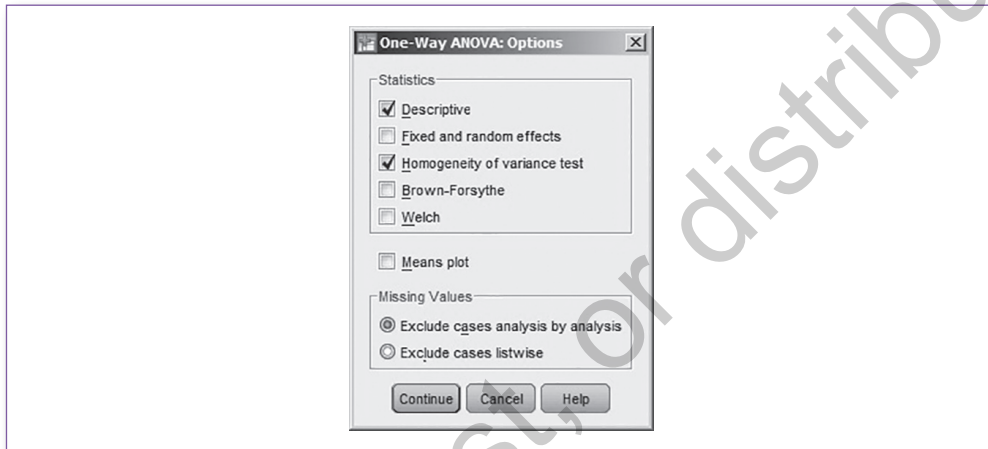 One-Way ANOVA: Options
Statistics
Descriptive
Fixed and random effects
Homogeneity of variance test
Brown-Forsythe
Welch
Means plot
Missing Values
Exclude cases analysis by analysis
Exclude cases listwise
Continue Cancel Help
or